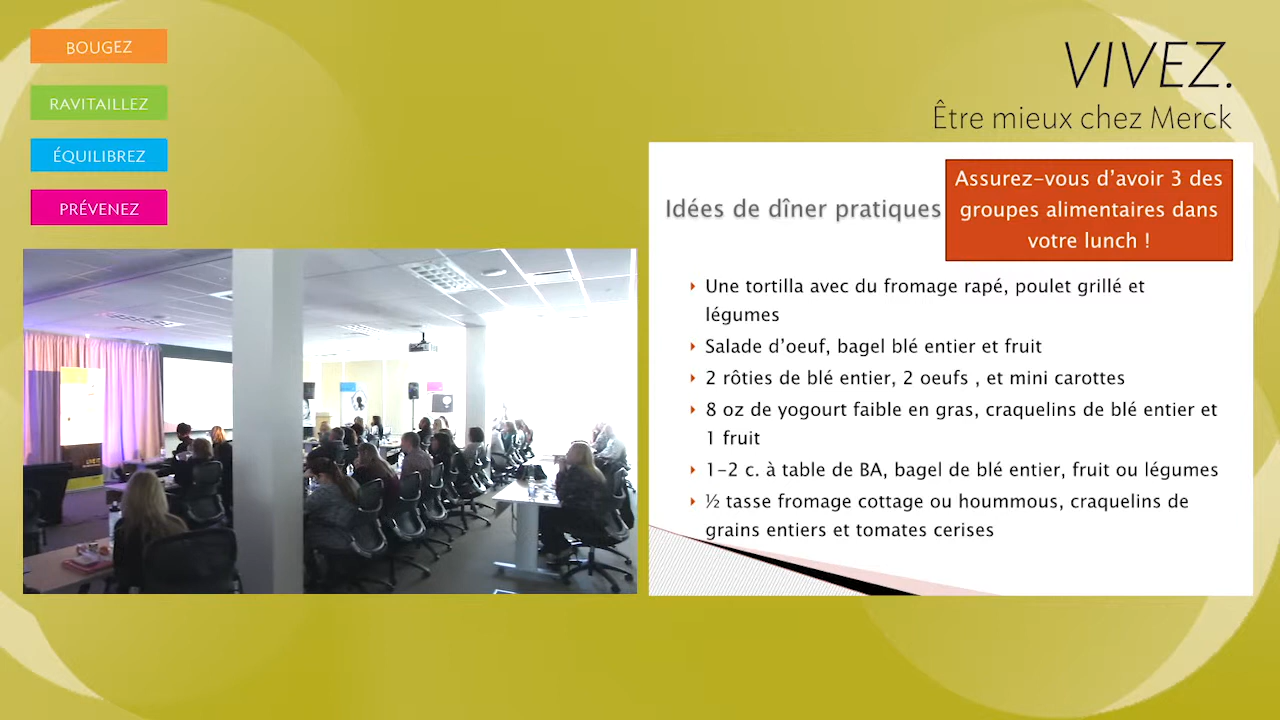 BOUGEZ
RAVITAILLEZ
ÉQUILIBREZ
PRÉVENEZ
VIVEZ.
Être mieux chez Merck
Idées de dîner pratiques
Assurez-vous d’avoir 3 des
groupes alimentaires dans
votre lunch !
Une tortilla avec du fromage rapé, poulet grillé et
légumes
Salade d’oeuf, bagel blé entier et fruit
2 rôties de blé entier, 2 oeufs , et mini carottes
8 oz de yogourt faible en gras, craquelins de blé entier et
1 fruit
1-2 c. à table de BA, bagel de blé entier, fruit ou légumes
½ tasse fromage cottage ou hoummous, craquelins de
grains entiers et tomates cerises